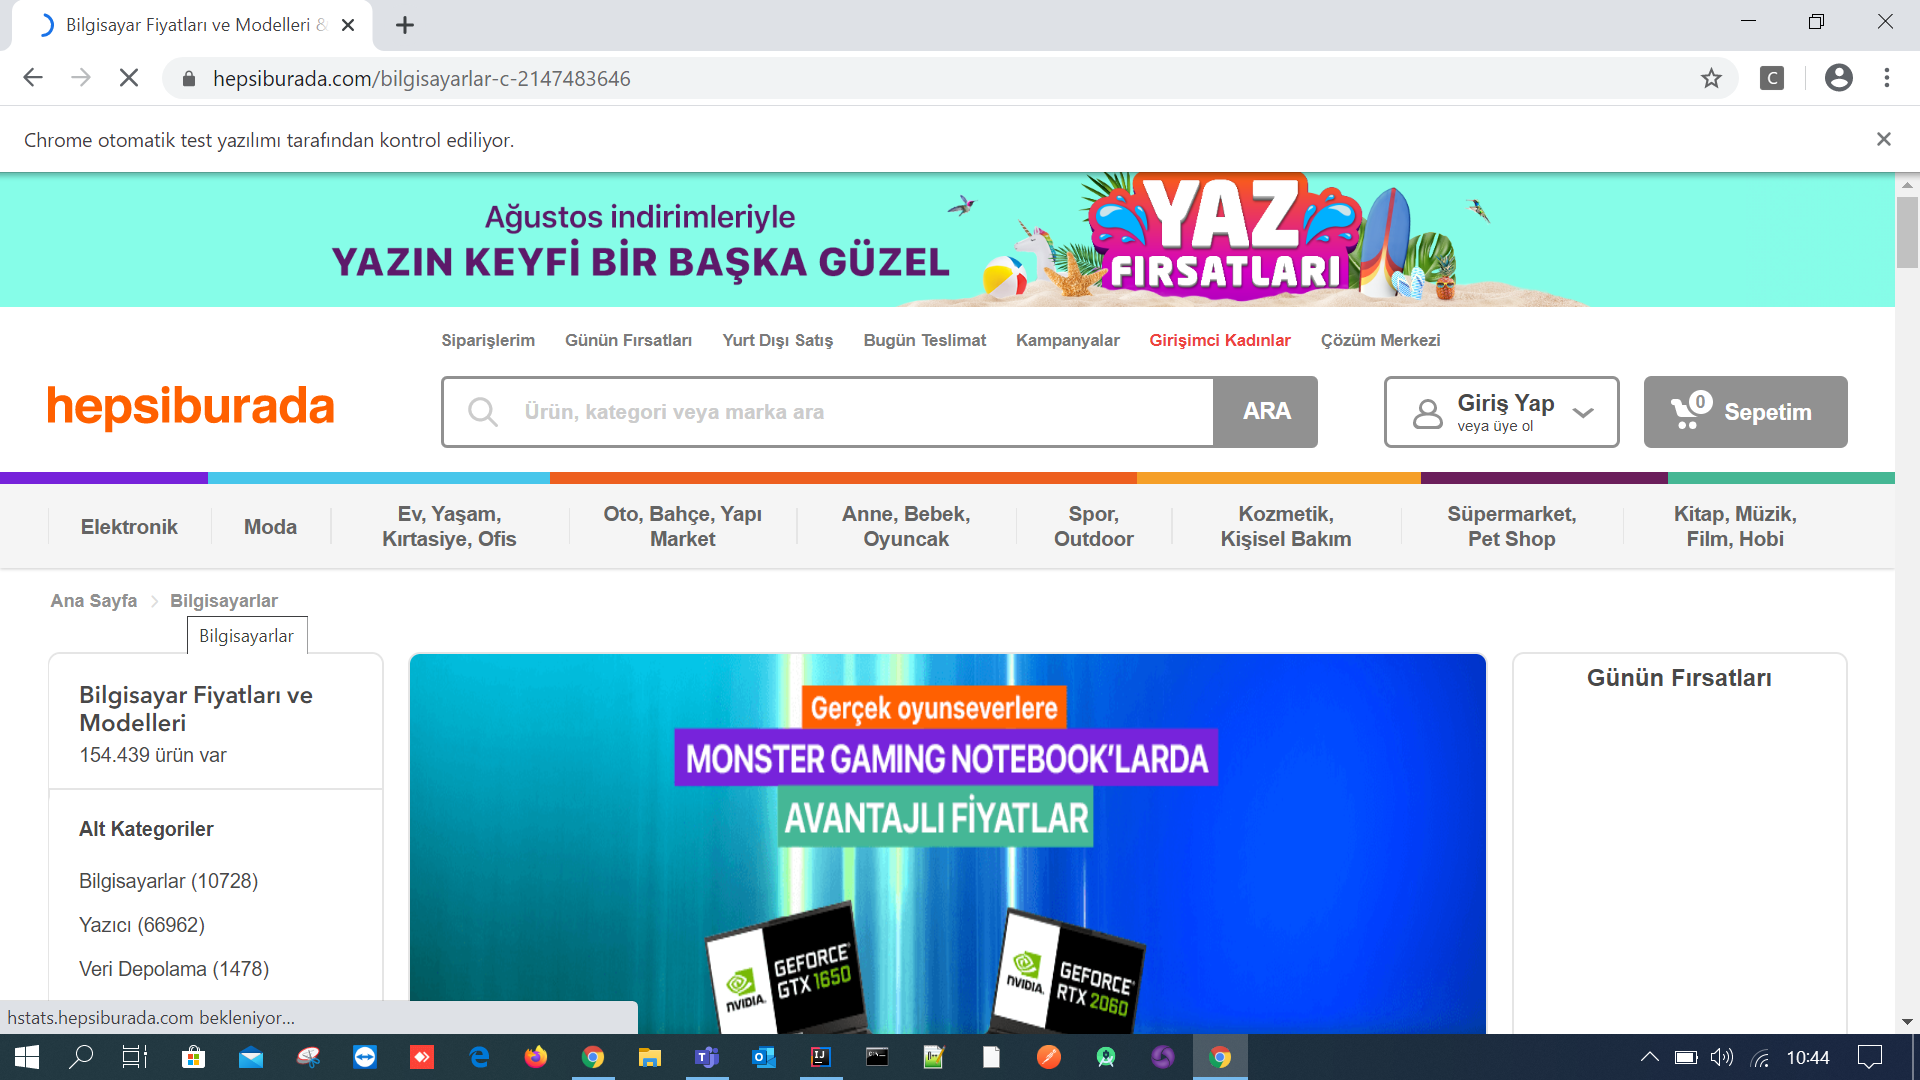 Bilgisayar Fiyatları ve Modelleri &
hepsiburada.com/bilgisayarlar-c-2147483646
C
Chrome otomatik test yazılımı tarafından kontrol ediliyor.
Ağustos indirimleriyle
YAZIN KEYFİ BİR BAŞKA GÜZEL
YAZ
FIRSATLARI
Siparişlerim Günün Fırsatları Yurt Dışı Satış Bugün Teslimat Kampanyalar Girişimci Kadınlar Çözüm Merkezi
hepsiburada
Ürün, kategori veya marka ara
ARA
Giriş Yap
veya üye ol
0
Sepetim
Elektronik
Moda
Ev, Yaşam,
Kırtasiye, Ofis
Oto, Bahçe, Yapı
Market
Anne, Bebek,
Oyuncak
Spor,
Outdoor
Kozmetik,
Kişisel Bakım
Süpermarket,
Pet Shop
Kitap, Müzik,
Film, Hobi
Ana Sayfa Bilgisayarlar
Bilgisayarlar
Bilgisayar Fiyatları ve
Modelleri
154.439 ürün var
Alt Kategoriler
Bilgisayarlar (10728)
Yazıcı (66962)
Veri Depolama (1478)
Gerçek oyunseverlere
MONSTER GAMING NOTEBOOK'LARDA
AVANTAJLI FİYATLAR
NVIDIA.
GEFORCE
GTX 1650
NVIDIA.
GEFORCE
RTX 2060
Günün Fırsatları
hstats.hepsiburada.com bekleniyor...
10:44